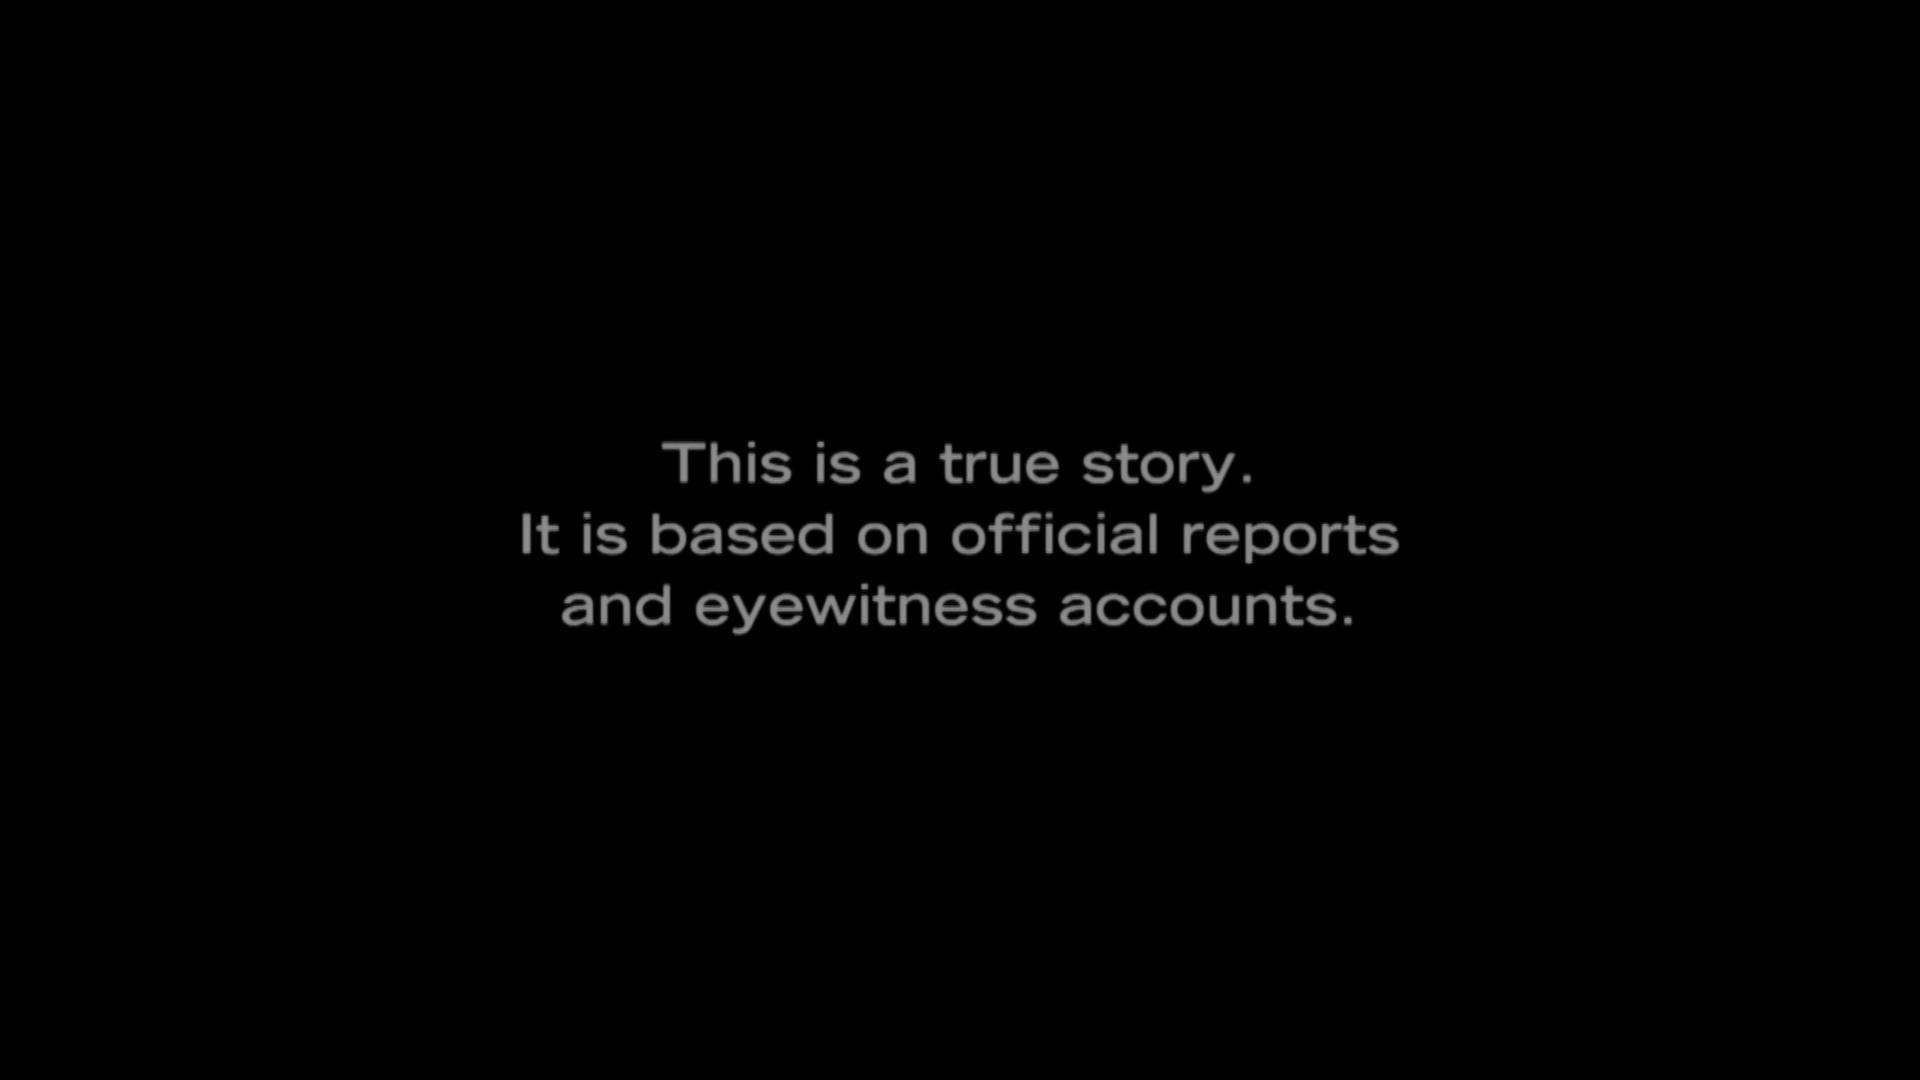 This is a true story.
It is based on official reports
and eyewitness accounts.